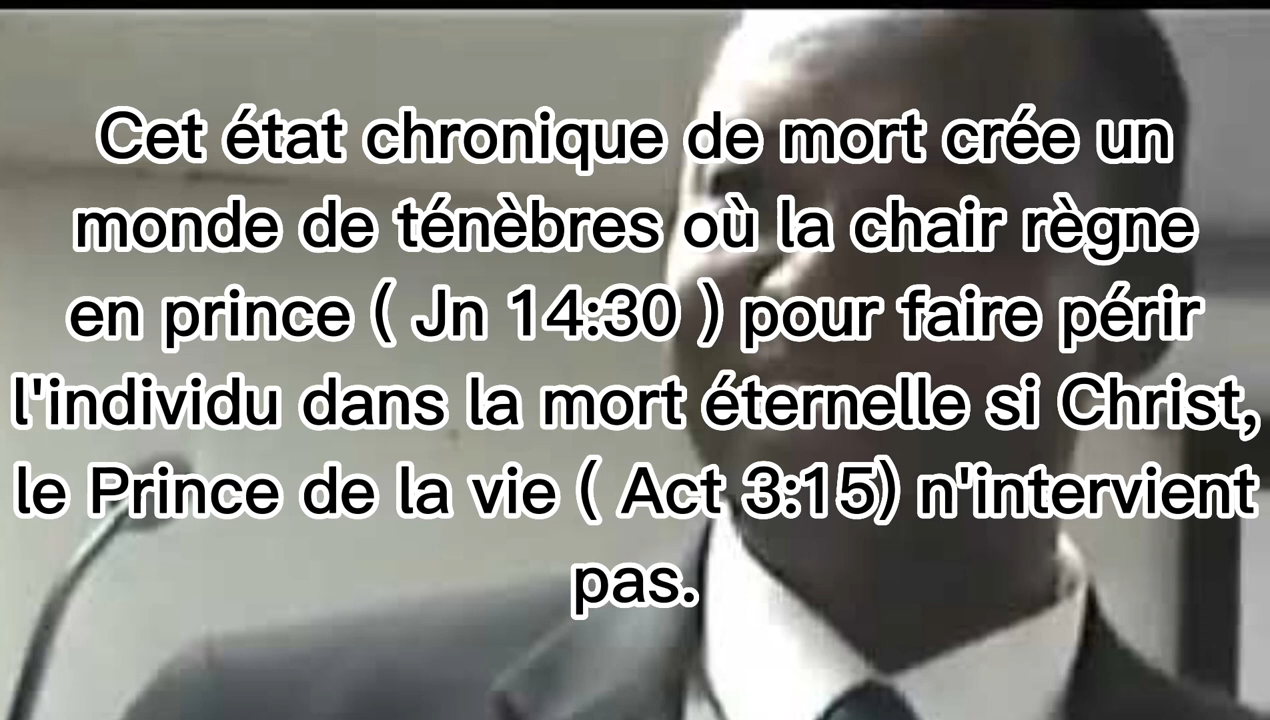 Cet état chronique de mort crée un
monde de ténèbres où la chair règne
en prince ( Jn 14:30 ) pour faire périr
l'individu dans la mort éternelle si Christ,
le Prince de la vie ( Act 3:15) n'intervient
pas.